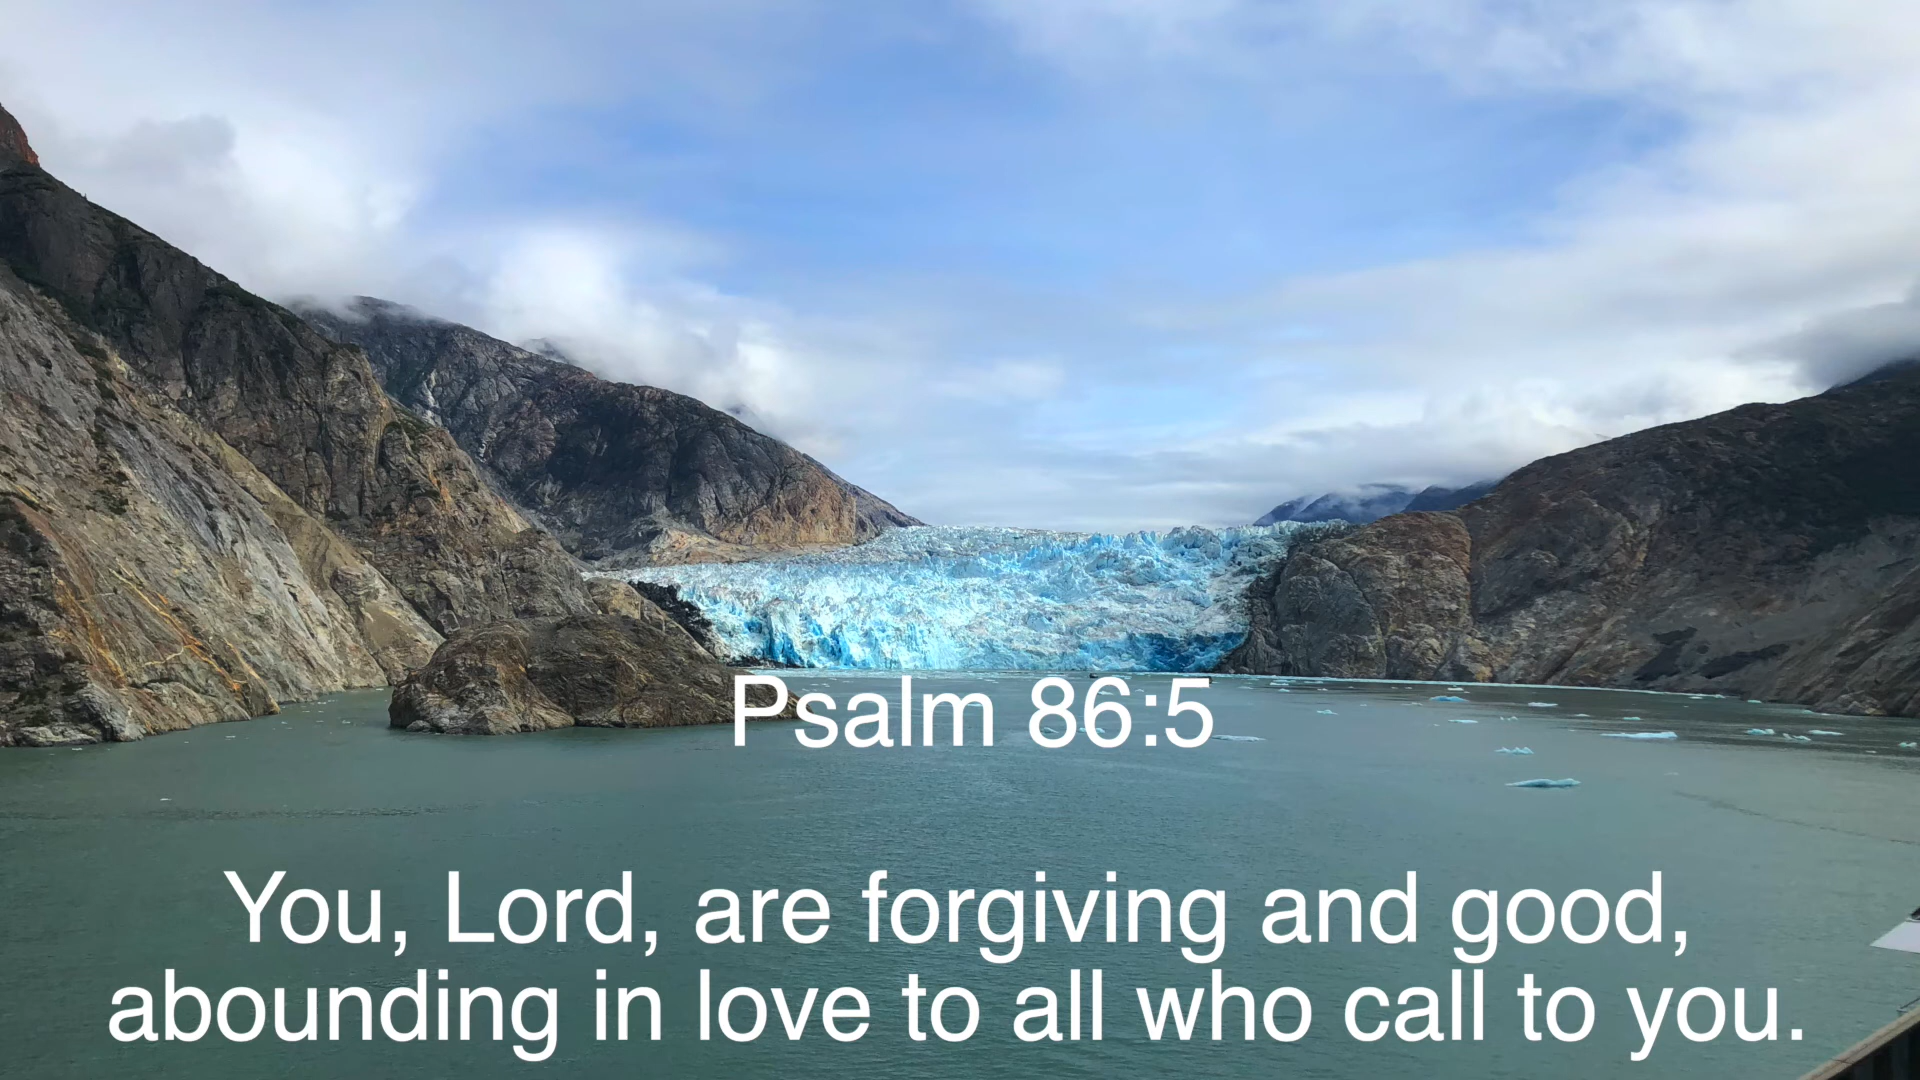 Psalm 86:5
You, Lord, are forgiving and good,
abounding in love to all who call to you.